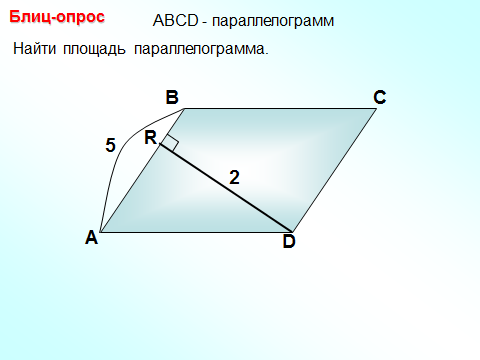 Блиц-опрос
ABCD - параллелограмм
Найти площадь параллелограмма.
B
C
5
R
2
A
D